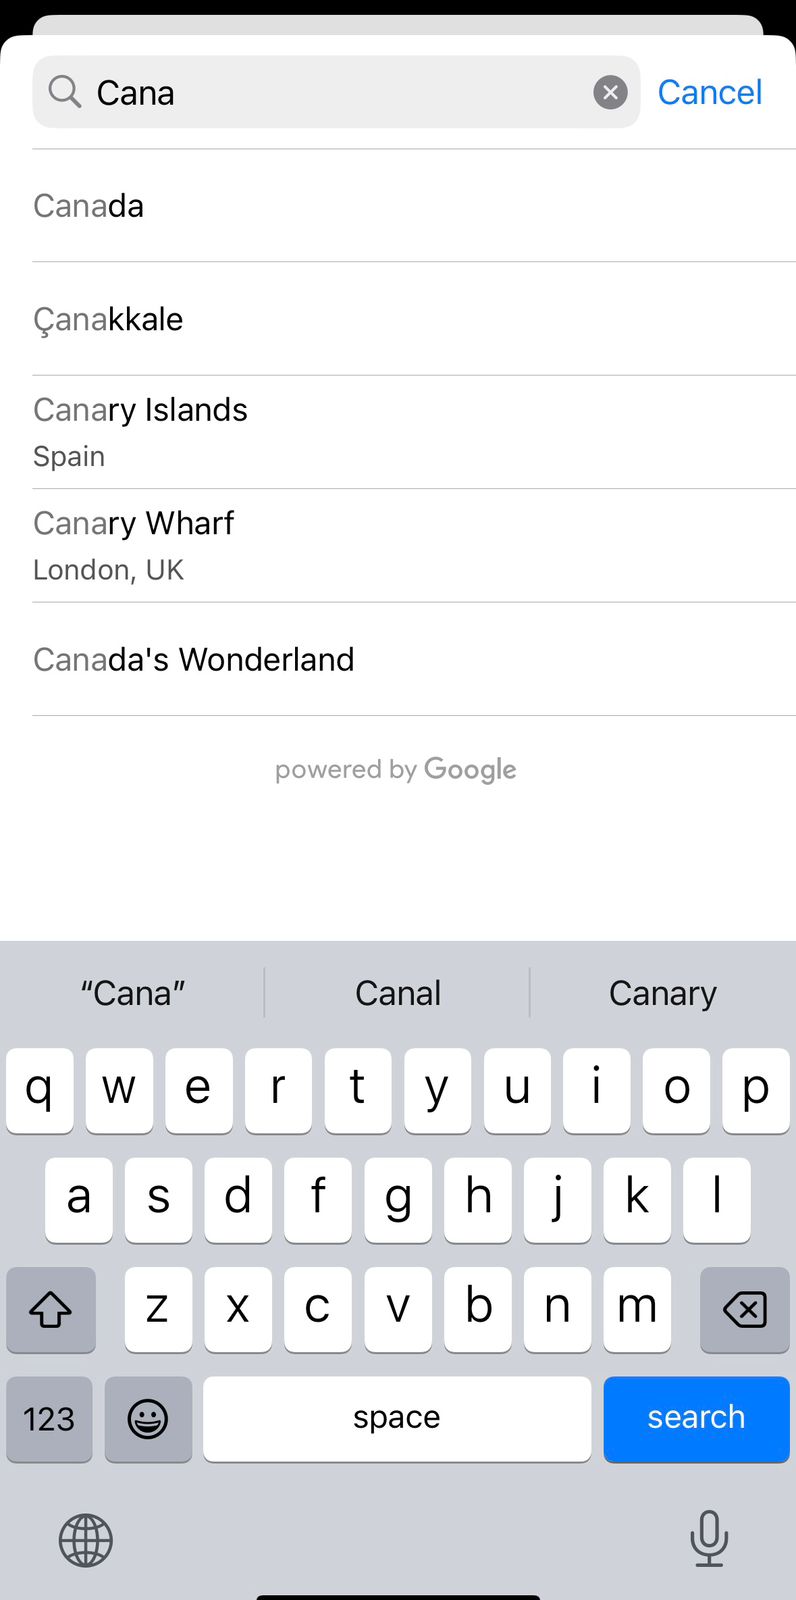 Cana
Cancel
Canada
Çanakkale
Canary Islands
Spain
Canary Wharf
London, UK
Canada's Wonderland
powered by Google
“Cana” Canal Canary
q w e r t y u i o p
a s d f g h j k l
z x c v b n m
123 space search